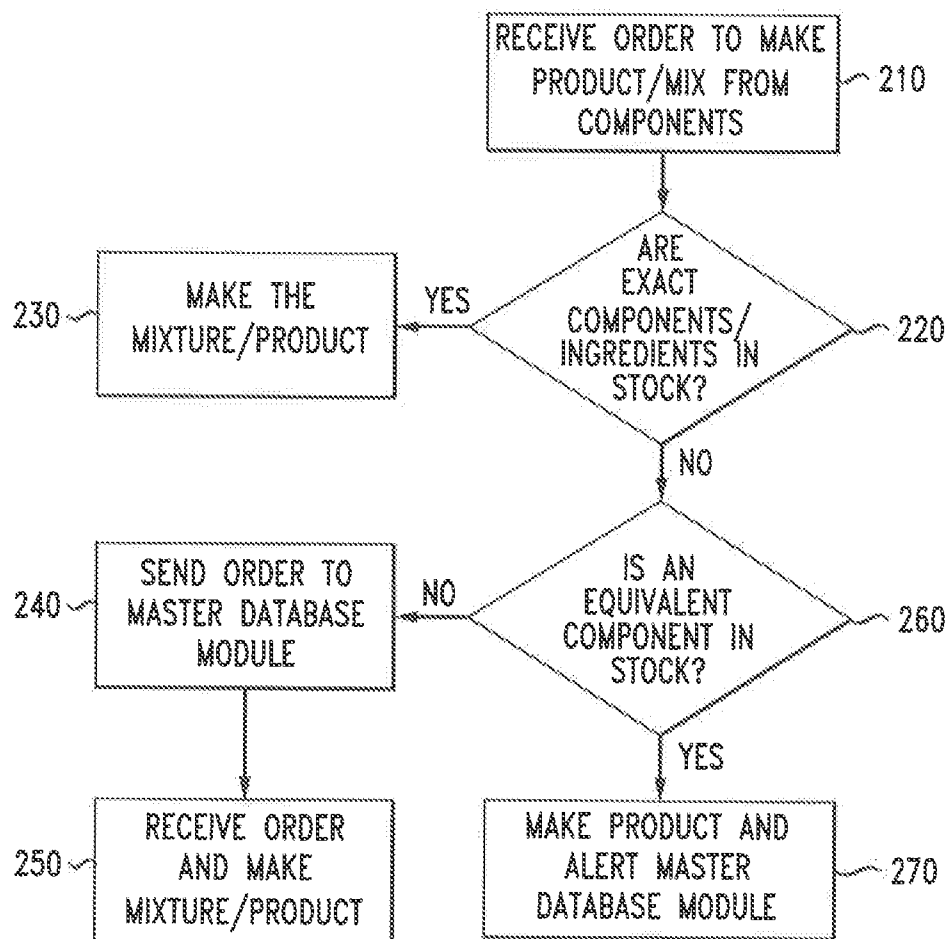 RECEIVE ORDER TO MAKE
PRODUCT/MIX FROM
COMPONENTS
210
ARE
EXACT
COMPONENTS/
INGREDIENTS IN
STOCK?
220
YES
MAKE THE
MIXTURE/PRODUCT
230
NO
IS AN
EQUIVALENT
COMPONENT IN
STOCK?
260
NO
SEND ORDER TO
MASTER DATABASE
MODULE
240
YES
RECEIVE ORDER
AND MAKE
MIXTURE/PRODUCT
250
MAKE PRODUCT AND
ALERT MASTER
DATABASE MODULE
270